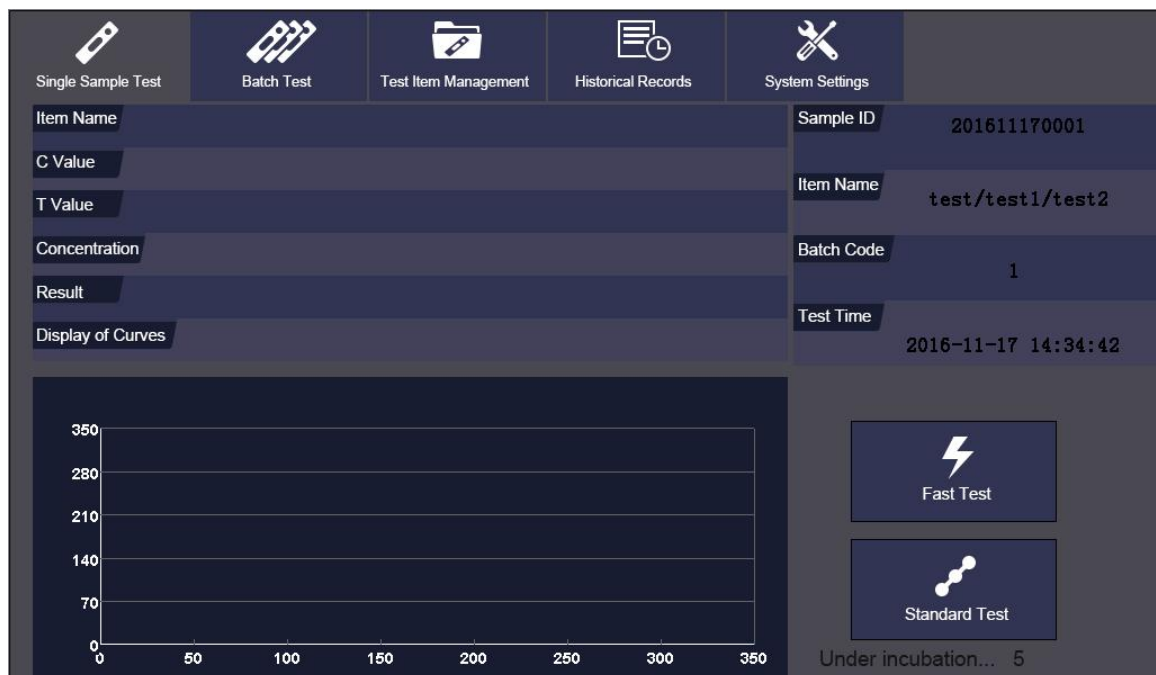 Single Sample Test
Batch Test
Test Item Management
Historical Records
System Settings
Item Name
C Value
T Value
Concentration
Result
Display of Curves
Sample ID
201611170001
Item Name
test/test1/test2
Batch Code
1
Test Time
2016-11-17 14:34:42
350
280
210
140
70
0
0 50 100 150 200 250 300 350
Fast Test
Standard Test
Under incubation... 5